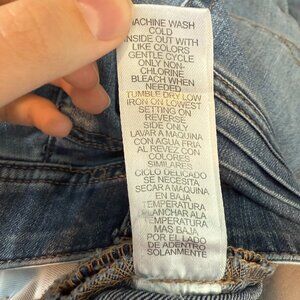 MACHINE WASH
COLD
INSIDE OUT WITH
LIKE COLORS
GENTLE CYCLE
ONLY NON-
CHLORINE
BLEACH WHEN
NEEDED
TUMBLE DRY LOW
IRON ON LOWEST
SETTING ON
REVERSE
SIDE ONLY
LAVAR A MAQUINA
CON AGUA FRIA
AL REVEZ CON
COLORES
SIMILARES
CICLO DELICADO
SE NECESITA
SECAR A MAQUINA
EN BAJA
TEMPERATURA
PLANCHAR ALA
TEMPERATURA
MAS BAJA
POR EL LADO
DE ADENTRO
SOLAMENTE